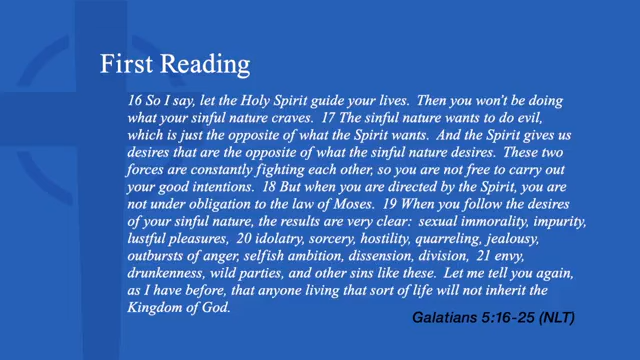 First Reading
16 So I say, let the Holy Spirit guide your lives.  Then you won't be doing
what your sinful nature craves.  17 The sinful nature wants to do evil,
which is just the opposite of what the Spirit wants.  And the Spirit gives us
desires that are the opposite of what the sinful nature desires.  These two
forces are constantly fighting each other, so you are not free to carry out
your good intentions.  18 But when you are directed by the Spirit, you are
not under obligation to the law of Moses.  19 When you follow the desires
of your sinful nature, the results are very clear:  sexual immorality, impurity,
lustful pleasures,  20 idolatry, sorcery, hostility, quarreling, jealousy,
outbursts of anger, selfish ambition, dissension, division,  21 envy,
drunkenness, wild parties, and other sins like these.  Let me tell you again,
as I have before, that anyone living that sort of life will not inherit the
Kingdom of God.
Galatians 5:16-25 (NLT)